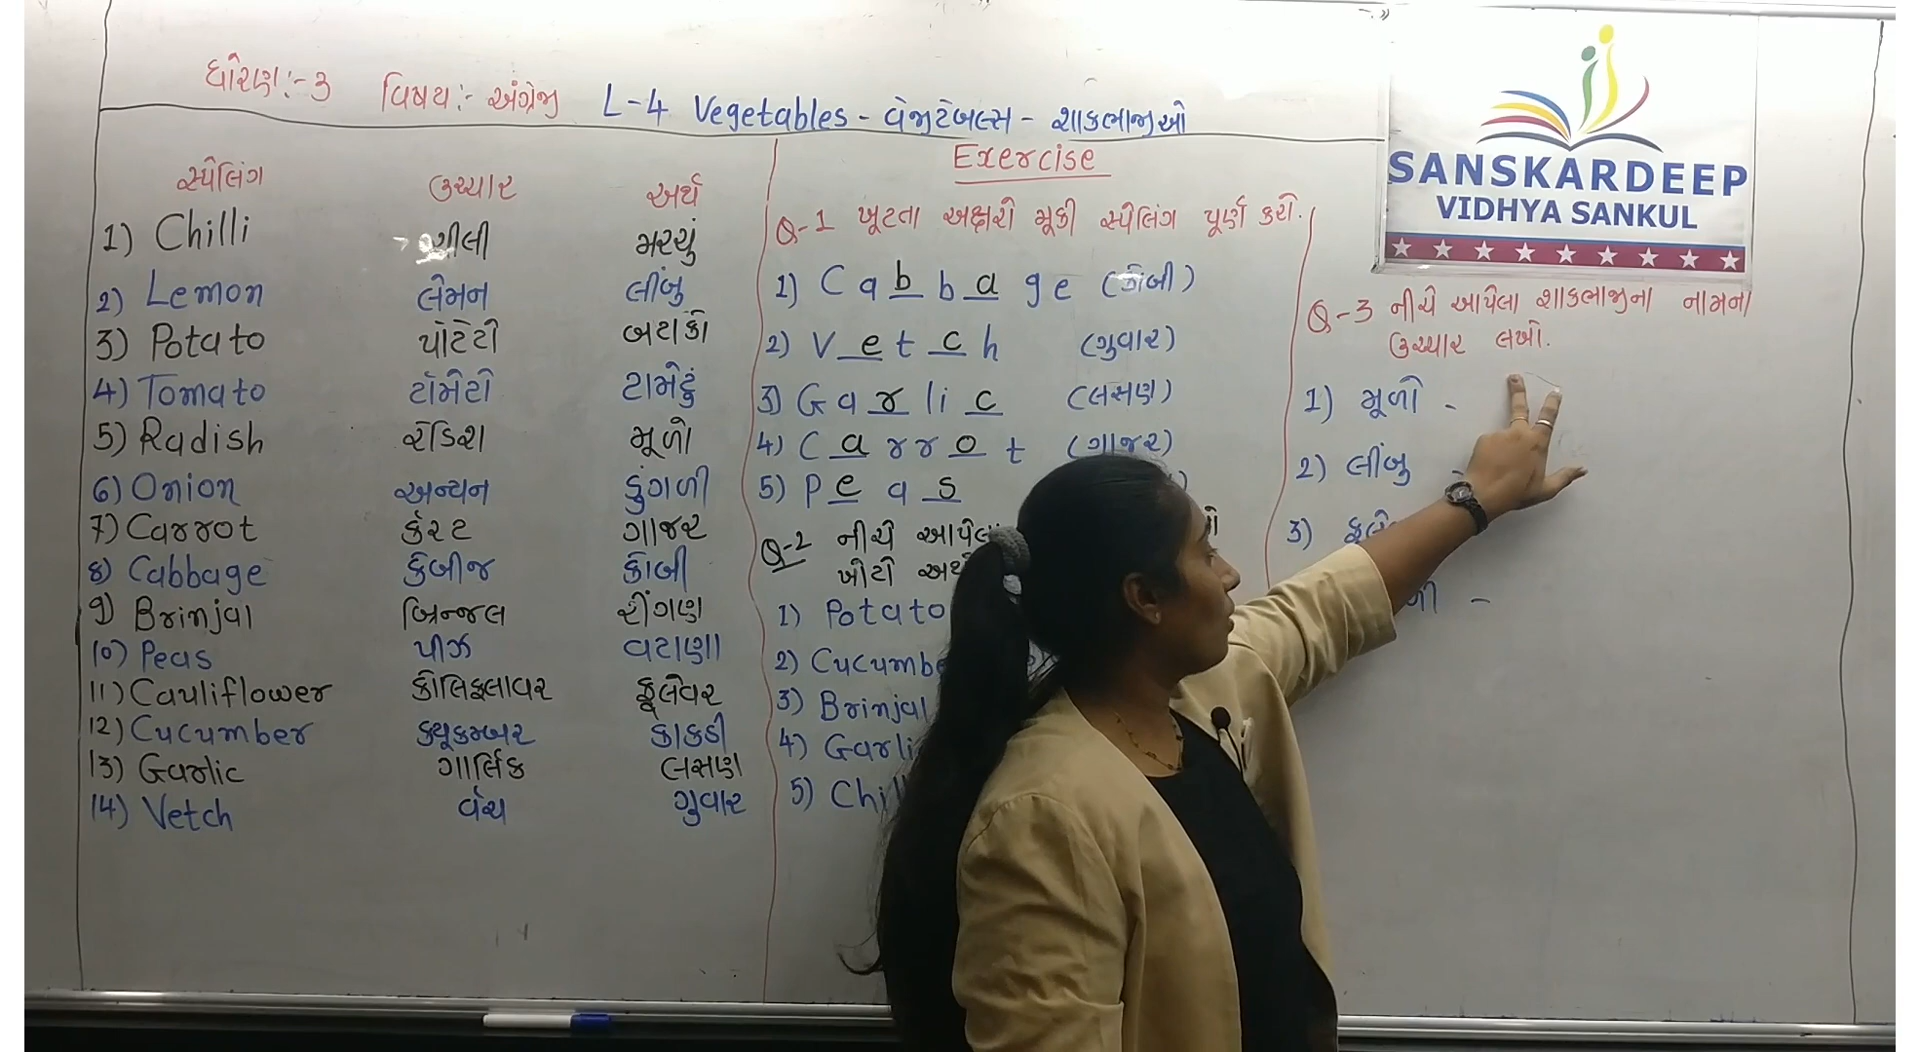 ધોરણ:- ૩ વિષય:- અંગ્રેજી L-4 Vegetables - વેજીટેબલ્સ - શાકભાજીઓ
સ્પેલિંગ ઉચ્ચાર અર્થ
1) Chilli ચીલી મરચું
2) Lemon લેમન લીંબુ
3) Potato પોટેટો બટાકો
4) Tomato ટોમેટો ટામેટું
5) Radish રેડિશ મૂળો
6) Onion અન્યન ડુંગળી
7) Carrot કેરટ ગાજર
8) Cabbage કેબીજ કોબી
9) Brinjal બ્રિન્જલ રીંગણ
10) Peas પીઝ વટાણા
11) Cauliflower કોલિફલાવર ફૂલેવર
12) Cucumber ક્યૂકમ્બર કાકડી
13) Garlic ગાર્લિક લસણ
14) Vetch વેચ ગુવાર
Exercise
Q-1 ખૂટતા અક્ષરો મૂકી સ્પેલિંગ પૂર્ણ કરો.
1) C a b b a g e (કોબી)
2) V e t c h (ગુવાર)
3) G a r l i c (લસણ)
4) C a r r o t (ગાજર)
5) P e a s
Q-2 નીચે આપેલા
ખોટો
1) Potato
2) Cucumbe
3) Brinjal
4) Garli
5) Chil
SANSKARDEEP
VIDHYA SANKUL
Q-3 નીચે આપેલા શાકભાજીના નામના
ઉચ્ચાર લખો.
1) મૂળો -
2) લીંબુ
3) ફૂલે